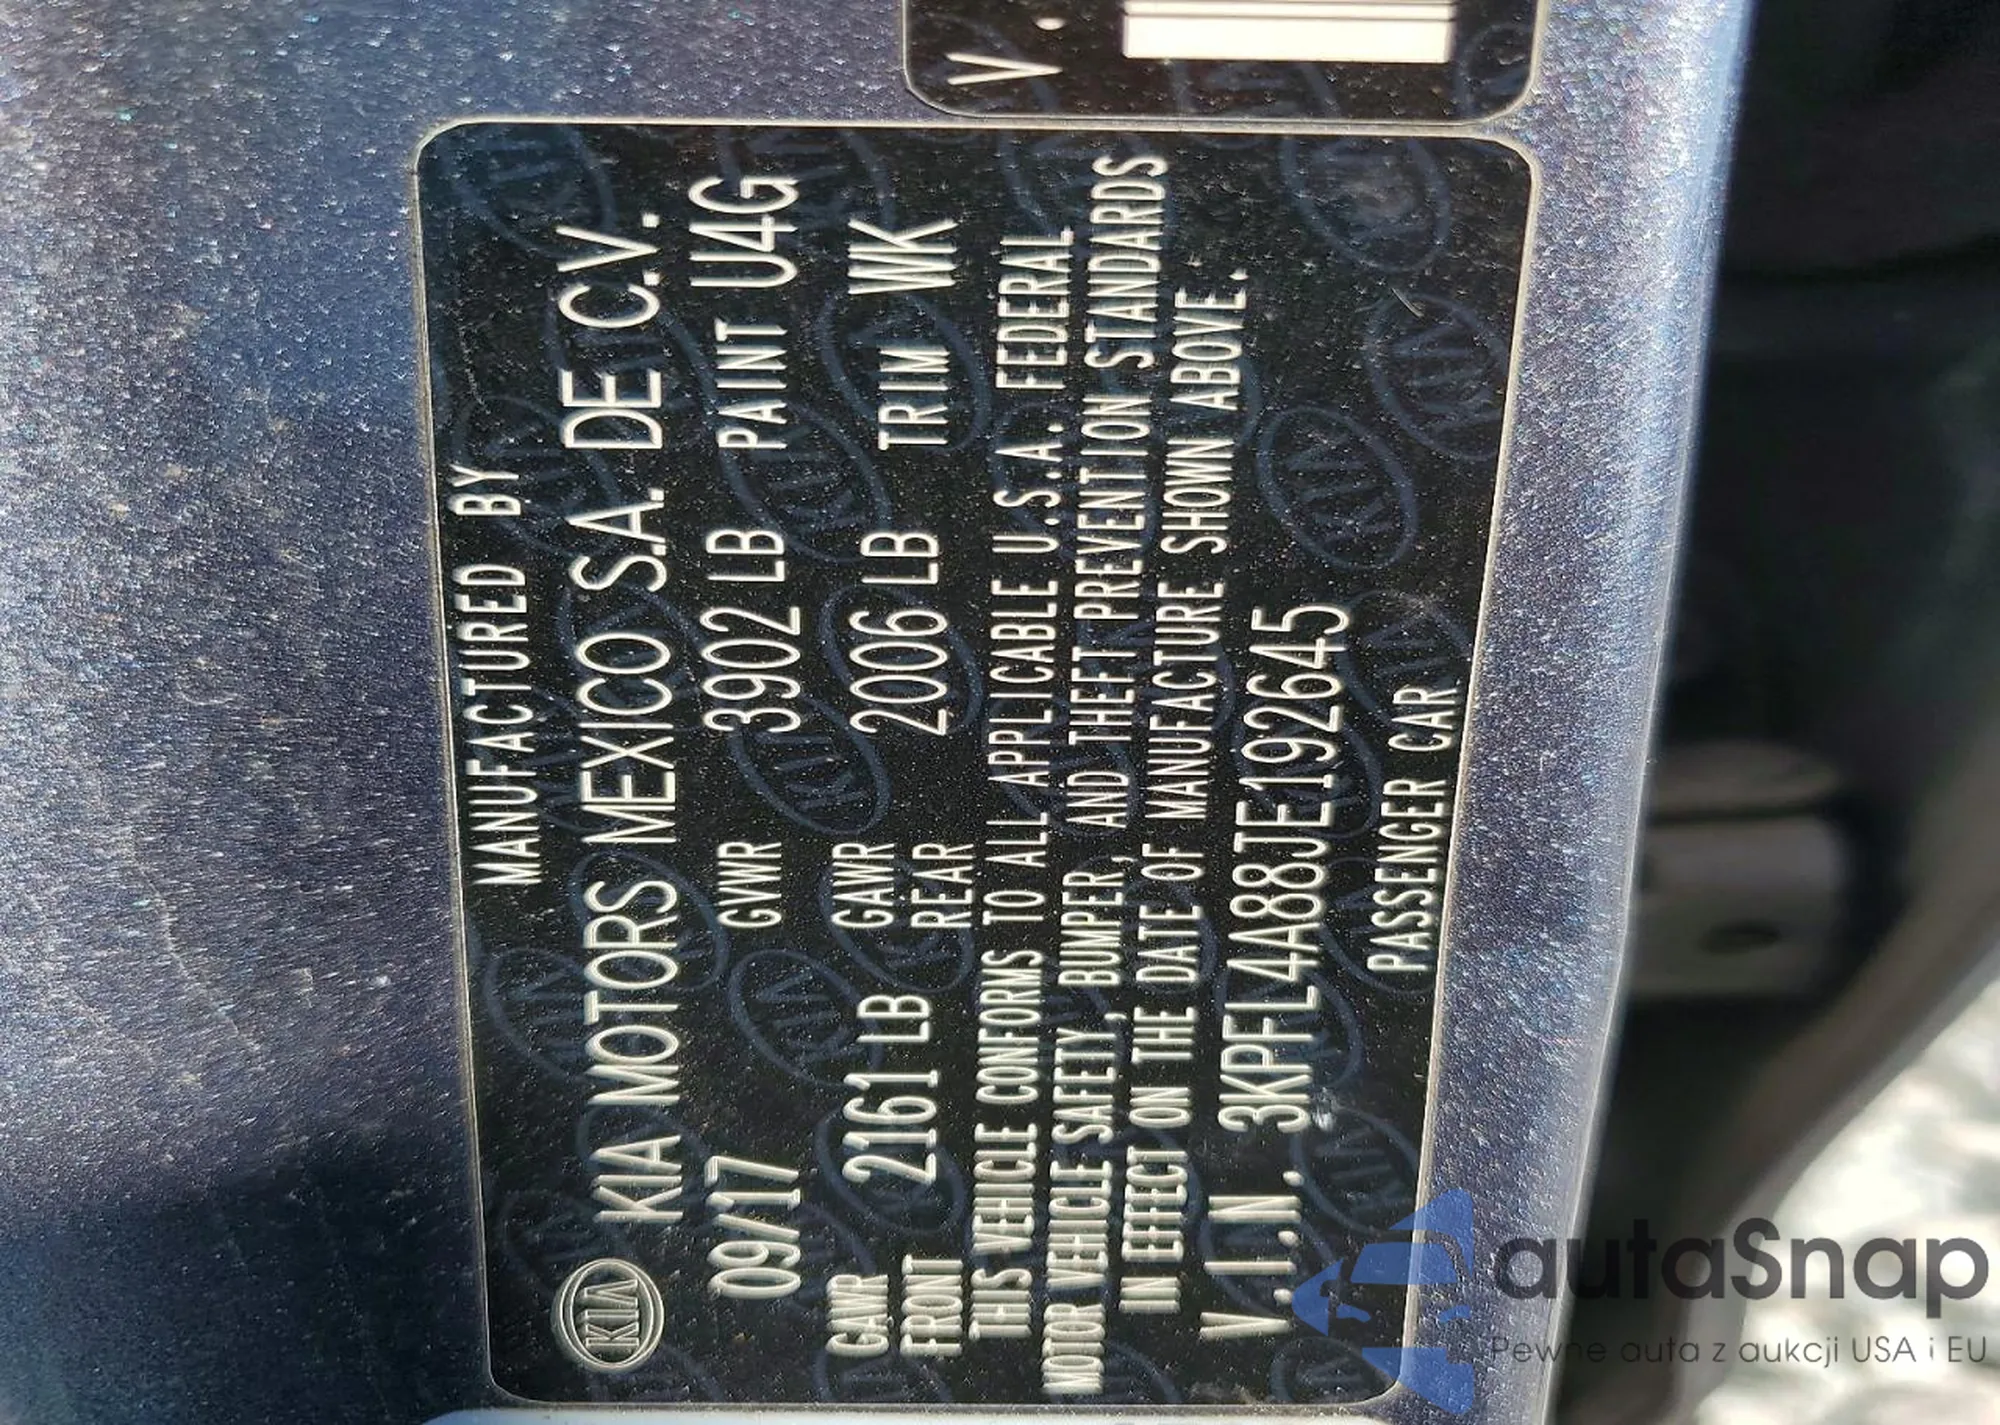 V.
MANUFACTURED BY
KIA KIA MOTORS MEXICO S.A. DE C.V.
09/17 GVWR 3902 LB PAINT U4G
GAWR FRONT 2161 LB GAWR REAR 2006 LB TRIM WK
THIS VEHICLE CONFORMS TO ALL APPLICABLE U.S.A. FEDERAL
MOTOR VEHICLE SAFETY, BUMPER, AND THEFT PREVENTION STANDARDS
IN EFFECT ON THE DATE OF MANUFACTURE SHOWN ABOVE.
V.I.N. 3KPFL4A88JE192645
PASSENGER CAR
autaSnap
Pewne auta z aukcji USA i EU